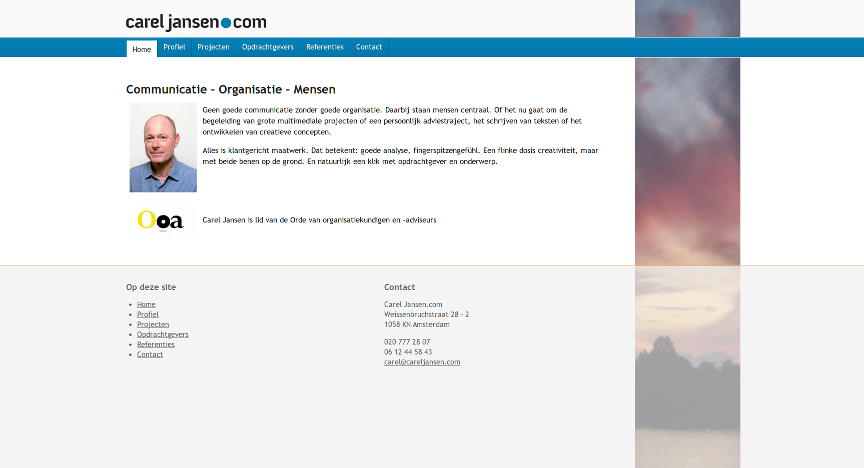 carel jansen.com
Home Profiel Projecten Opdrachtgevers Referenties Contact
Communicatie – Organisatie – Mensen
Geen goede communicatie zonder goede organisatie. Daarbij staan mensen centraal. Of het nu gaat om de
begeleiding van grote multimediale projecten of een persoonlijk adviestraject, het schrijven van teksten of het
ontwikkelen van creatieve concepten.
Alles is klantgericht maatwerk. Dat betekent: goede analyse, fingerspitzengefühl. Een flinke dosis creativiteit, maar
met beide benen op de grond. En natuurlijk een klik met opdrachtgever en onderwerp.
Ooa
Carel Jansen is lid van de Orde van organisatiekundigen en -adviseurs
Op deze site
Home
Profiel
Projecten
Opdrachtgevers
Referenties
Contact
Contact
Carel Jansen.com
Weissenbruchstraat 28 – 2
1058 KN Amsterdam
020 777 28 07
06 12 44 58 43
carel@careljansen.com